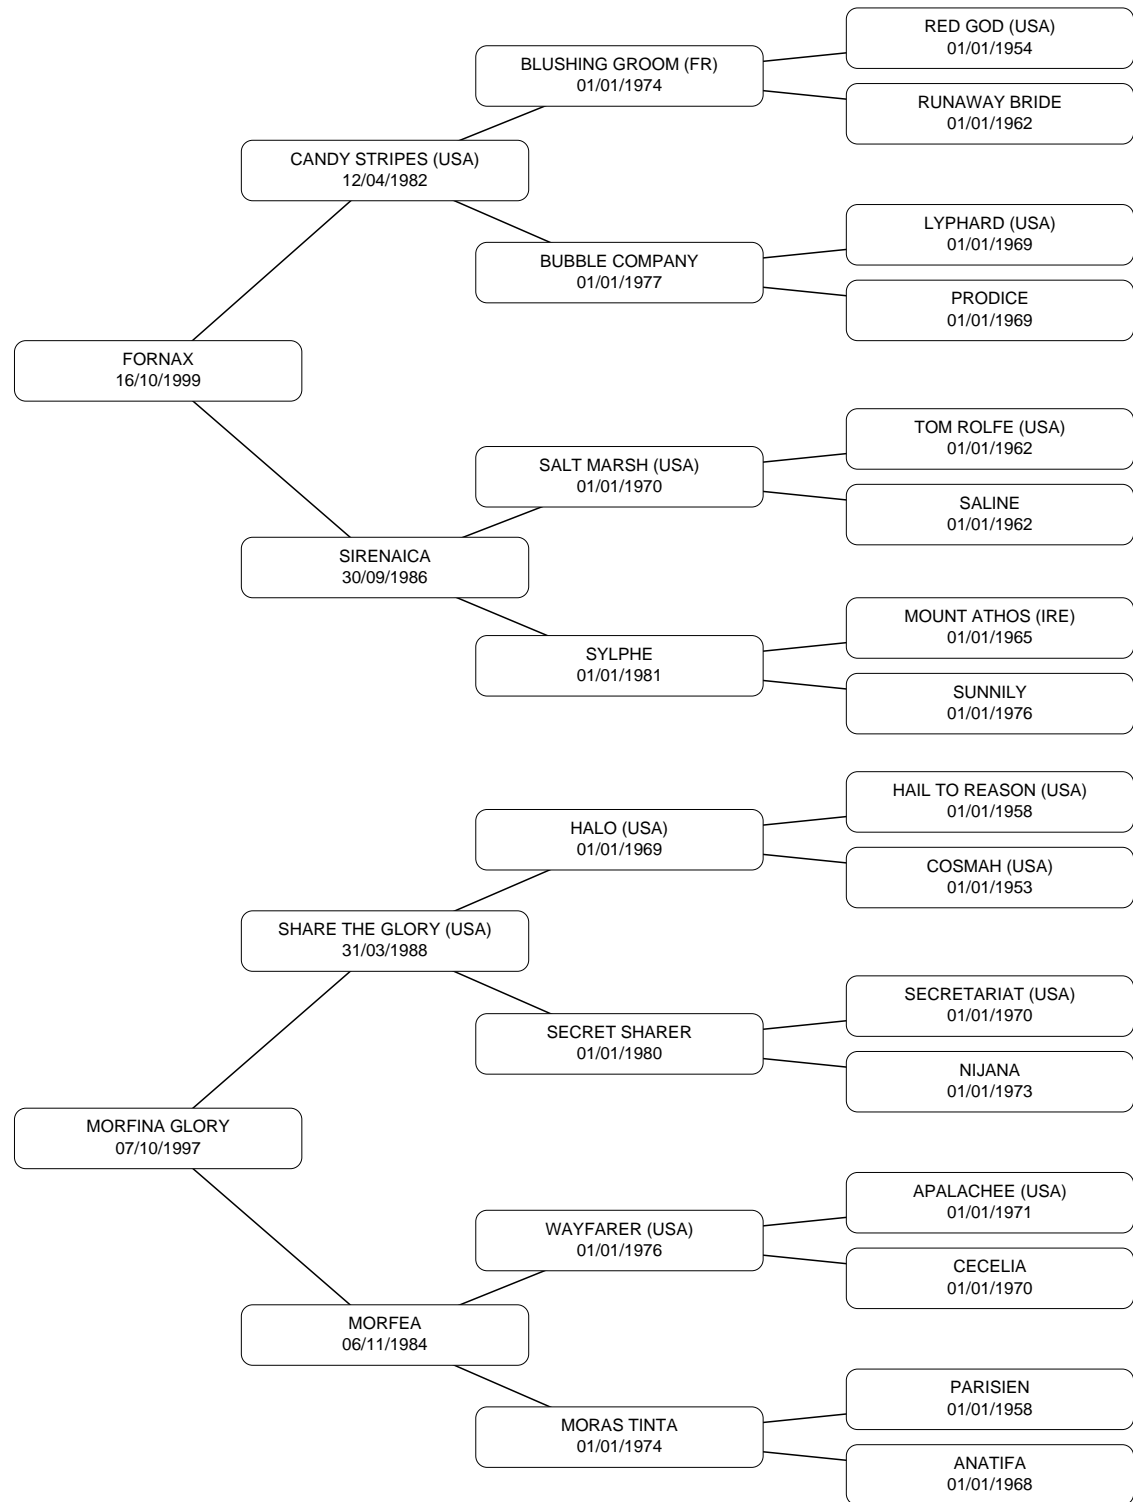 RED GOD (USA)
01/01/1954
BLUSHING GROOM (FR)
01/01/1974
RUNAWAY BRIDE
01/01/1962
CANDY STRIPES (USA)
12/04/1982
LYPHARD (USA)
01/01/1969
BUBBLE COMPANY
01/01/1977
PRODICE
01/01/1969
FORNAX
16/10/1999
TOM ROLFE (USA)
01/01/1962
SALT MARSH (USA)
01/01/1970
SALINE
01/01/1962
SIRENAICA
30/09/1986
MOUNT ATHOS (IRE)
01/01/1965
SYLPHE
01/01/1981
SUNNILY
01/01/1976
HAIL TO REASON (USA)
01/01/1958
HALO (USA)
01/01/1969
COSMAH (USA)
01/01/1953
SHARE THE GLORY (USA)
31/03/1988
SECRETARIAT (USA)
01/01/1970
SECRET SHARER
01/01/1980
NIJANA
01/01/1973
MORFINA GLORY
07/10/1997
APALACHEE (USA)
01/01/1971
WAYFARER (USA)
01/01/1976
CECELIA
01/01/1970
MORFEA
06/11/1984
PARISIEN
01/01/1958
MORAS TINTA
01/01/1974
ANATIFA
01/01/1968